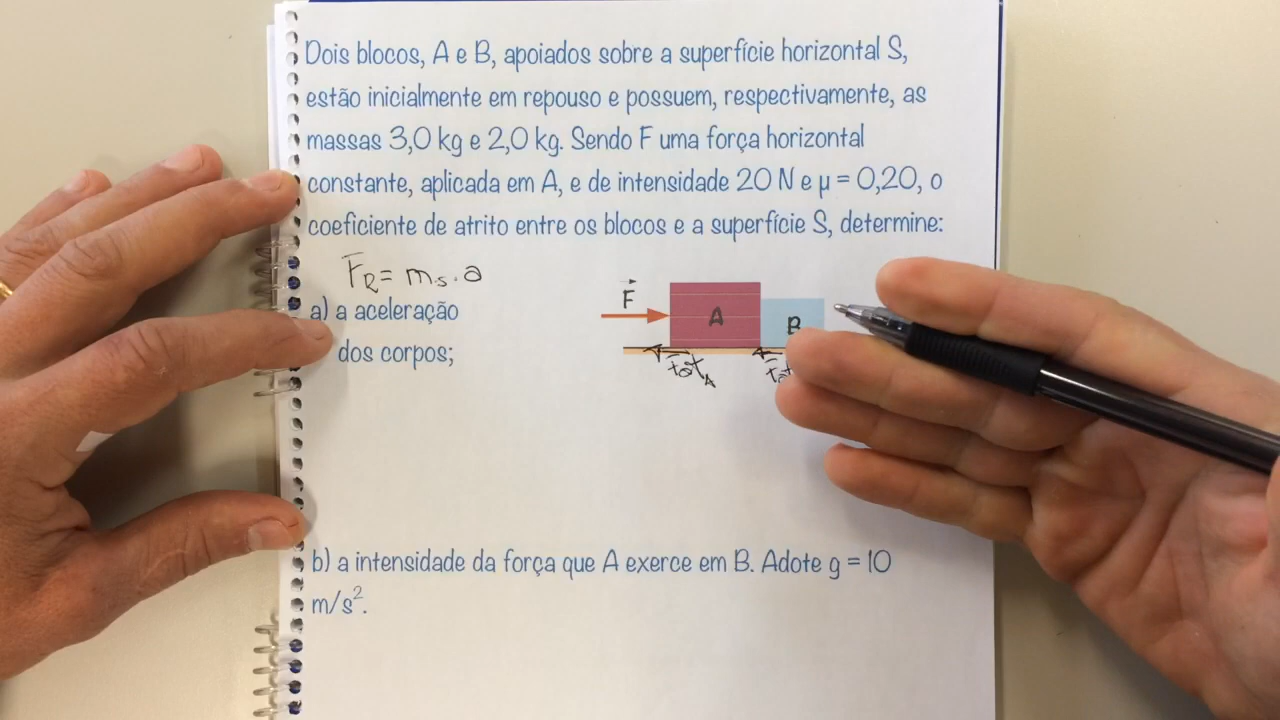 Dois blocos, A e B, apoiados sobre a superfície horizontal S,
estão inicialmente em repouso e possuem, respectivamente, as
massas 3,0 kg e 2,0 kg. Sendo F uma força horizontal
constante, aplicada em A, e de intensidade 20 N e μ = 0,20, o
coeficiente de atrito entre os blocos e a superfície S, determine:
FR = ms . a
a) a aceleração
dos corpos;
F
A
B
fatA
b) a intensidade da força que A exerce em B. Adote g = 10
m/s².